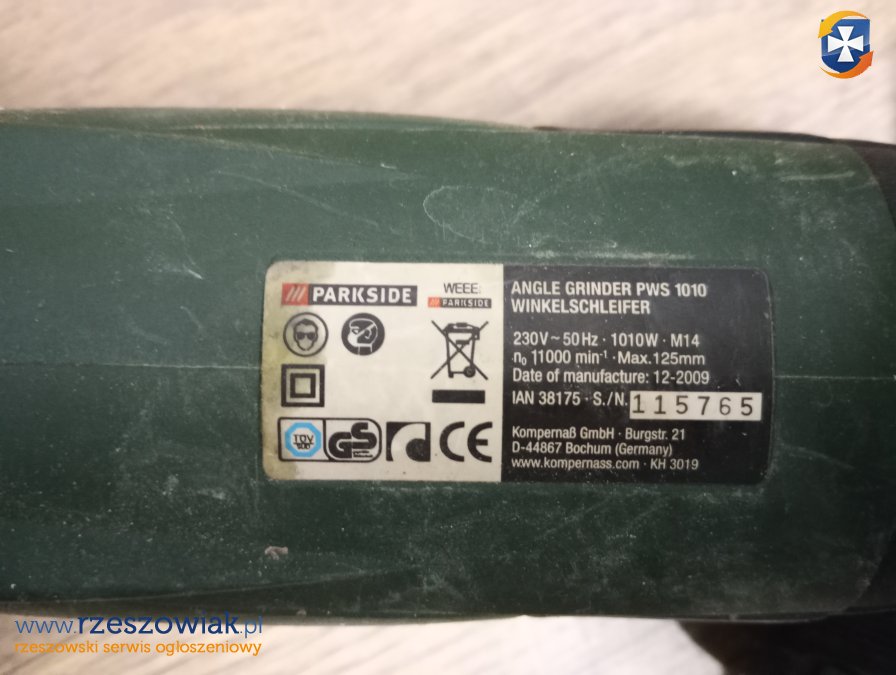 PARKSIDE
WEEE:
PARKSIDE
TÜV
SÜD
GS
CE
ANGLE GRINDER PWS 1010
WINKELSCHLEIFER
230V ~ 50Hz · 1010W · M14
n₀ 11000 min⁻¹ · Max.125mm
Date of manufacture: 12-2009
IAN 38175 · S./N. 115765
Kompernaß GmbH · Burgstr. 21
D-44867 Bochum (Germany)
www.kompernass.com · KH 3019
www.rzeszowiak.pl
rzeszowski serwis ogłoszeniowy